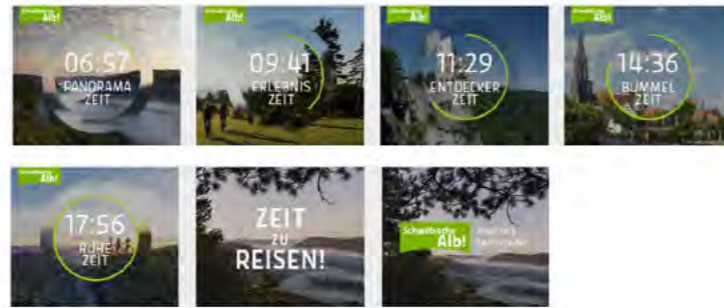 Schwäbische
Alb!
06:57
PANORAMA
ZEIT
Schwäbische
Alb!
09:41
ERLEBNIS
ZEIT
Schwäbische
Alb!
11:29
ENTDECKER
ZEIT
Schwäbische
Alb!
14:36
BUMMEL
ZEIT
Schwäbische
Alb!
17:56
RUHE
ZEIT
ZEIT
ZU
REISEN!
Schwäbische
Alb!